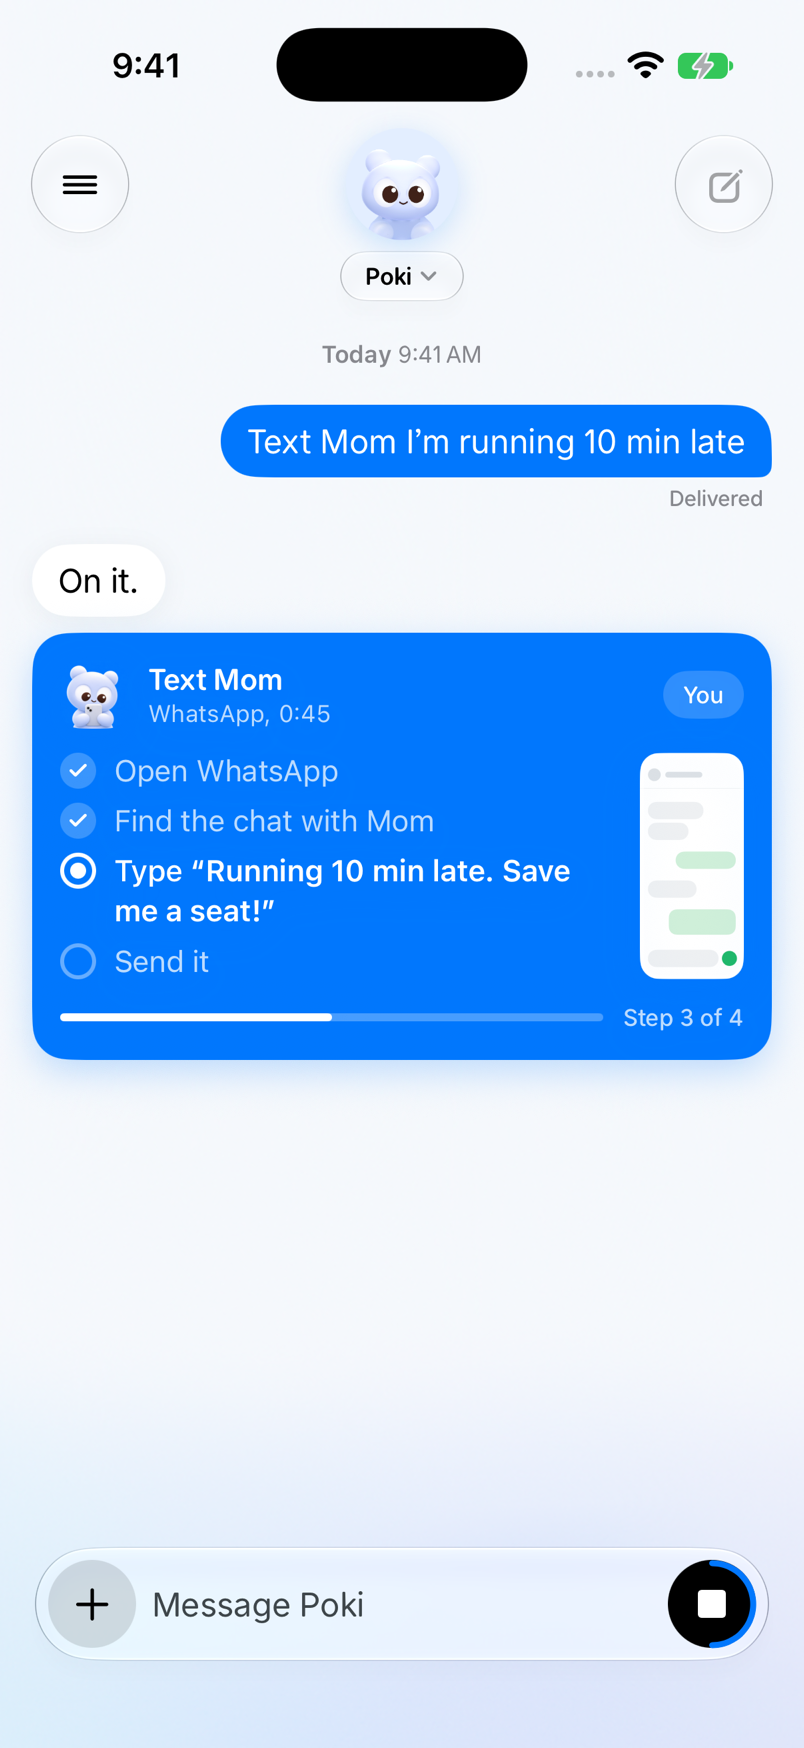 9:41
Poki
Today 9:41 AM
Text Mom I’m running 10 min late
Delivered
On it.
Text Mom
WhatsApp, 0:45
You
Open WhatsApp
Find the chat with Mom
Type “Running 10 min late. Save
me a seat!”
Send it
Step 3 of 4
Message Poki